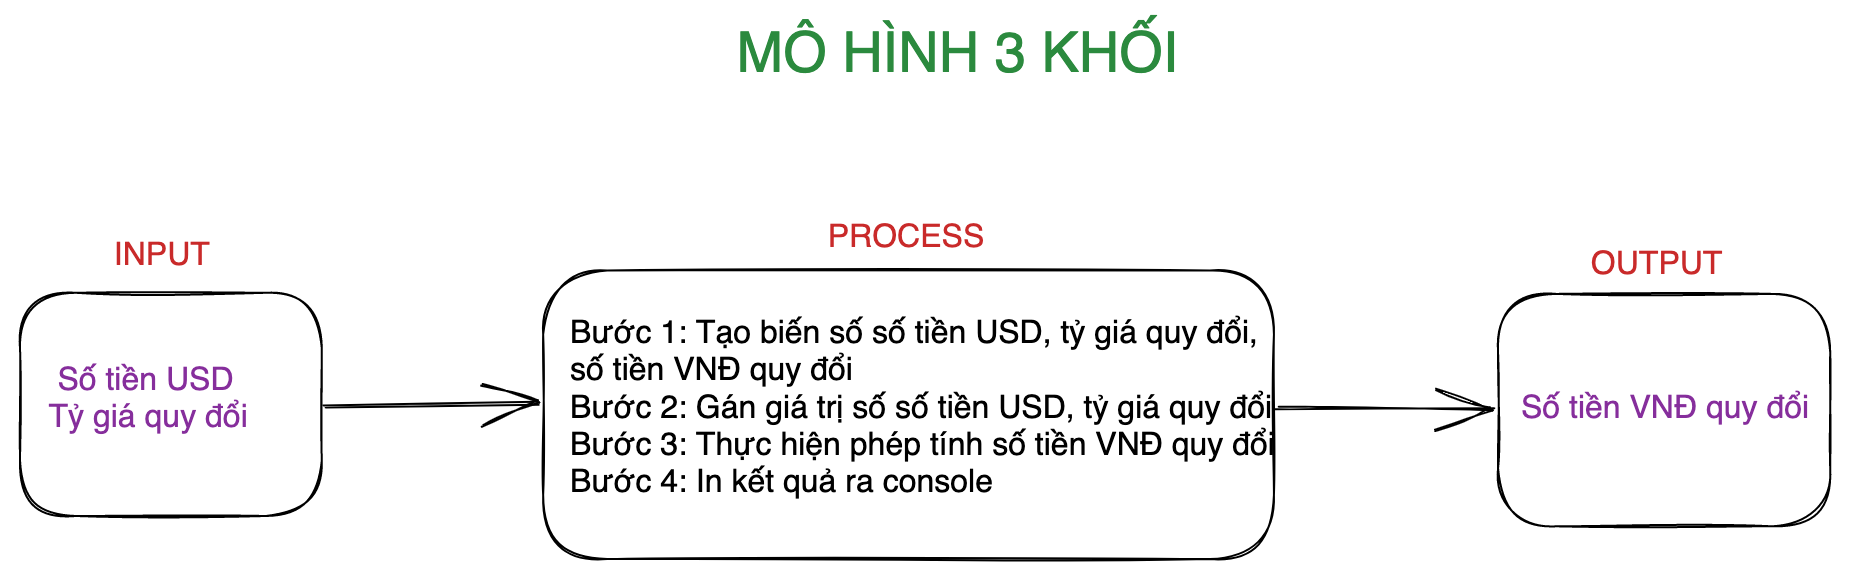 MÔ HÌNH 3 KHỐI
INPUT
Số tiền USD
Tỷ giá quy đổi
PROCESS
Bước 1: Tạo biến số số tiền USD, tỷ giá quy đổi,
số tiền VNĐ quy đổi
Bước 2: Gán giá trị số số tiền USD, tỷ giá quy đổi
Bước 3: Thực hiện phép tính số tiền VNĐ quy đổi
Bước 4: In kết quả ra console
OUTPUT
Số tiền VNĐ quy đổi